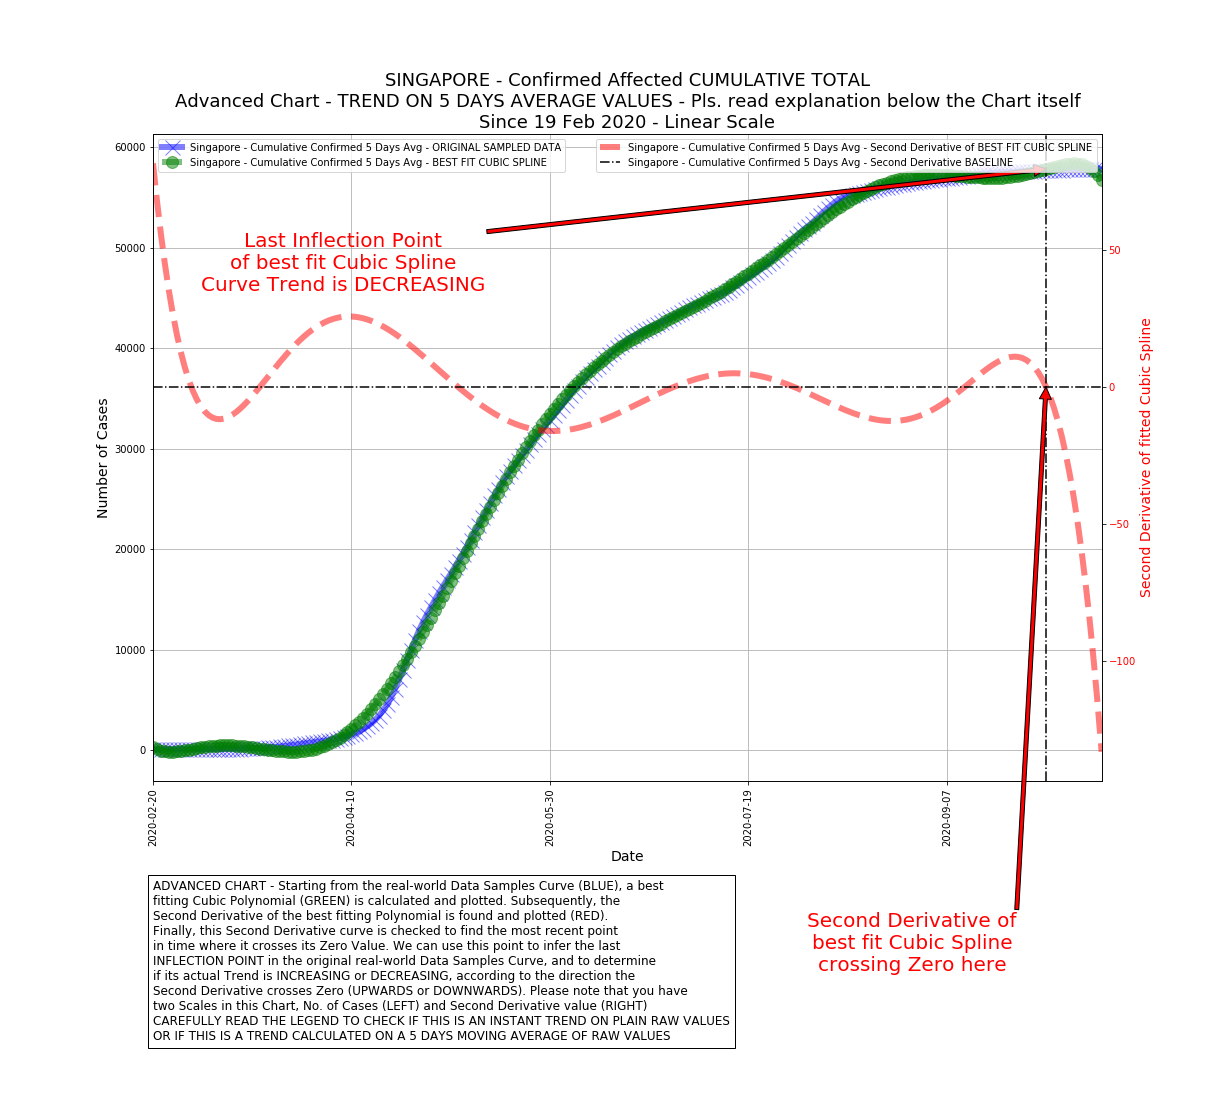 SINGAPORE - Confirmed Affected CUMULATIVE TOTAL
Advanced Chart - TREND ON 5 DAYS AVERAGE VALUES - Pls. read explanation below the Chart itself
Since 19 Feb 2020 - Linear Scale
Singapore - Cumulative Confirmed 5 Days Avg - ORIGINAL SAMPLED DATA
Singapore - Cumulative Confirmed 5 Days Avg - BEST FIT CUBIC SPLINE
Singapore - Cumulative Confirmed 5 Days Avg - Second Derivative of BEST FIT CUBIC SPLINE
Singapore - Cumulative Confirmed 5 Days Avg - Second Derivative BASELINE
60000
50000
40000
30000
20000
10000
0
Number of Cases
Last Inflection Point
of best fit Cubic Spline
Curve Trend is DECREASING
50
0
−50
−100
Second Derivative of fitted Cubic Spline
2020-02-20
2020-04-10
2020-05-30
2020-07-19
2020-09-07
Date
ADVANCED CHART - Starting from the real-world Data Samples Curve (BLUE), a best
fitting Cubic Polynomial (GREEN) is calculated and plotted. Subsequently, the
Second Derivative of the best fitting Polynomial is found and plotted (RED).
Finally, this Second Derivative curve is checked to find the most recent point
in time where it crosses its Zero Value. We can use this point to infer the last
INFLECTION POINT in the original real-world Data Samples Curve, and to determine
if its actual Trend is INCREASING or DECREASING, according to the direction the
Second Derivative crosses Zero (UPWARDS or DOWNWARDS). Please note that you have
two Scales in this Chart, No. of Cases (LEFT) and Second Derivative value (RIGHT)
CAREFULLY READ THE LEGEND TO CHECK IF THIS IS AN INSTANT TREND ON PLAIN RAW VALUES
OR IF THIS IS A TREND CALCULATED ON A 5 DAYS MOVING AVERAGE OF RAW VALUES
Second Derivative of
best fit Cubic Spline
crossing Zero here